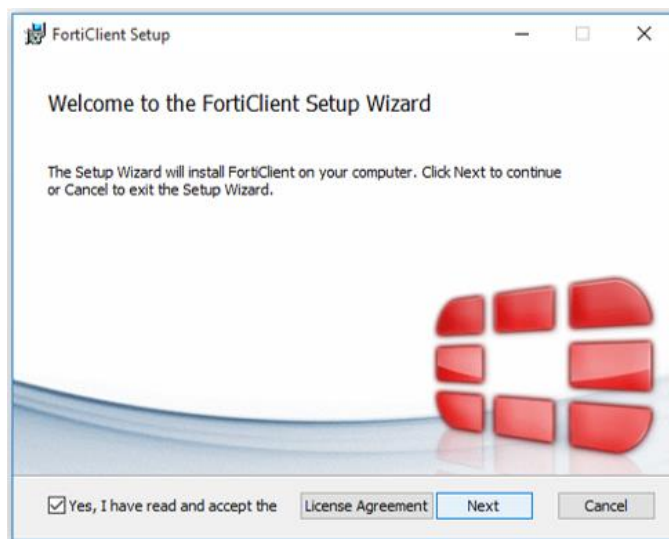 FortiClient Setup
Welcome to the FortiClient Setup Wizard
The Setup Wizard will install FortiClient on your computer. Click Next to continue
or Cancel to exit the Setup Wizard.
Yes, I have read and accept the License Agreement Next Cancel